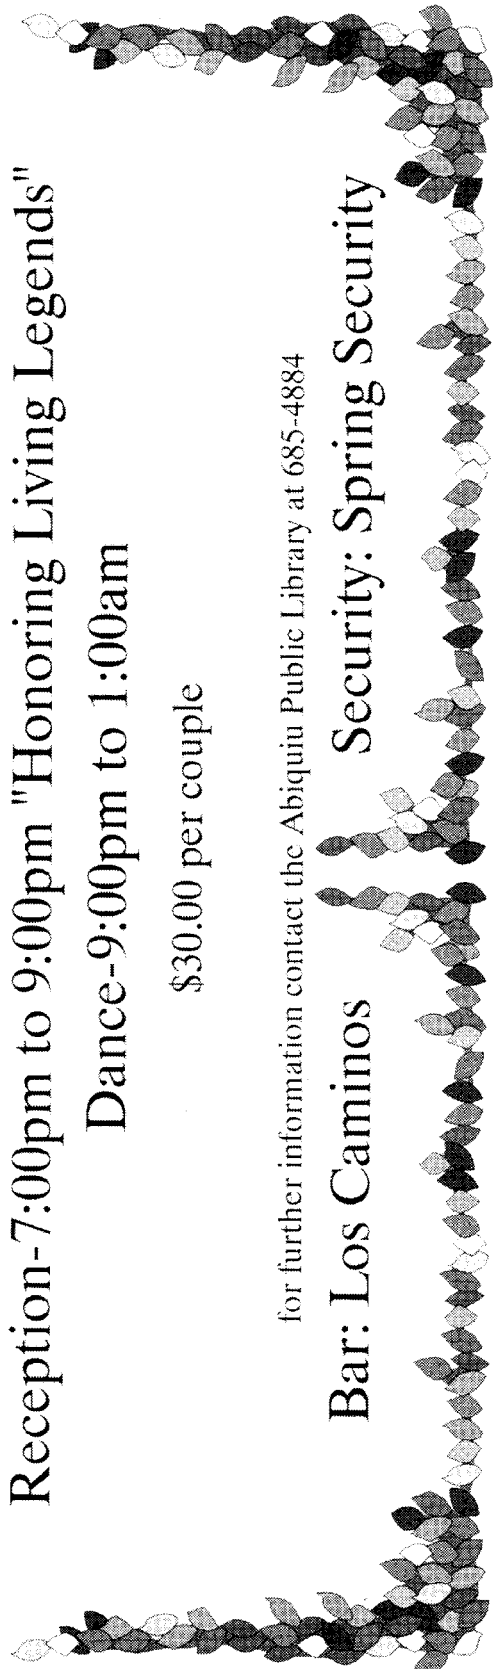 Reception-7:00pm to 9:00pm "Honoring Living Legends"
Dance-9:00pm to 1:00am
$30.00 per couple
for further information contact the Abiquiu Public Library at 685-4884
Bar: Los Caminos Security: Spring Security